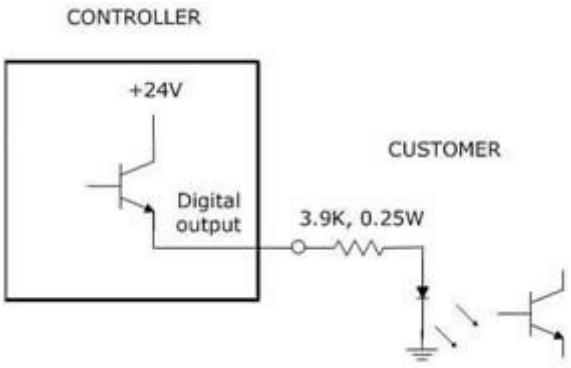 CONTROLLER
+24V
CUSTOMER
Digital
output
3.9K, 0.25W